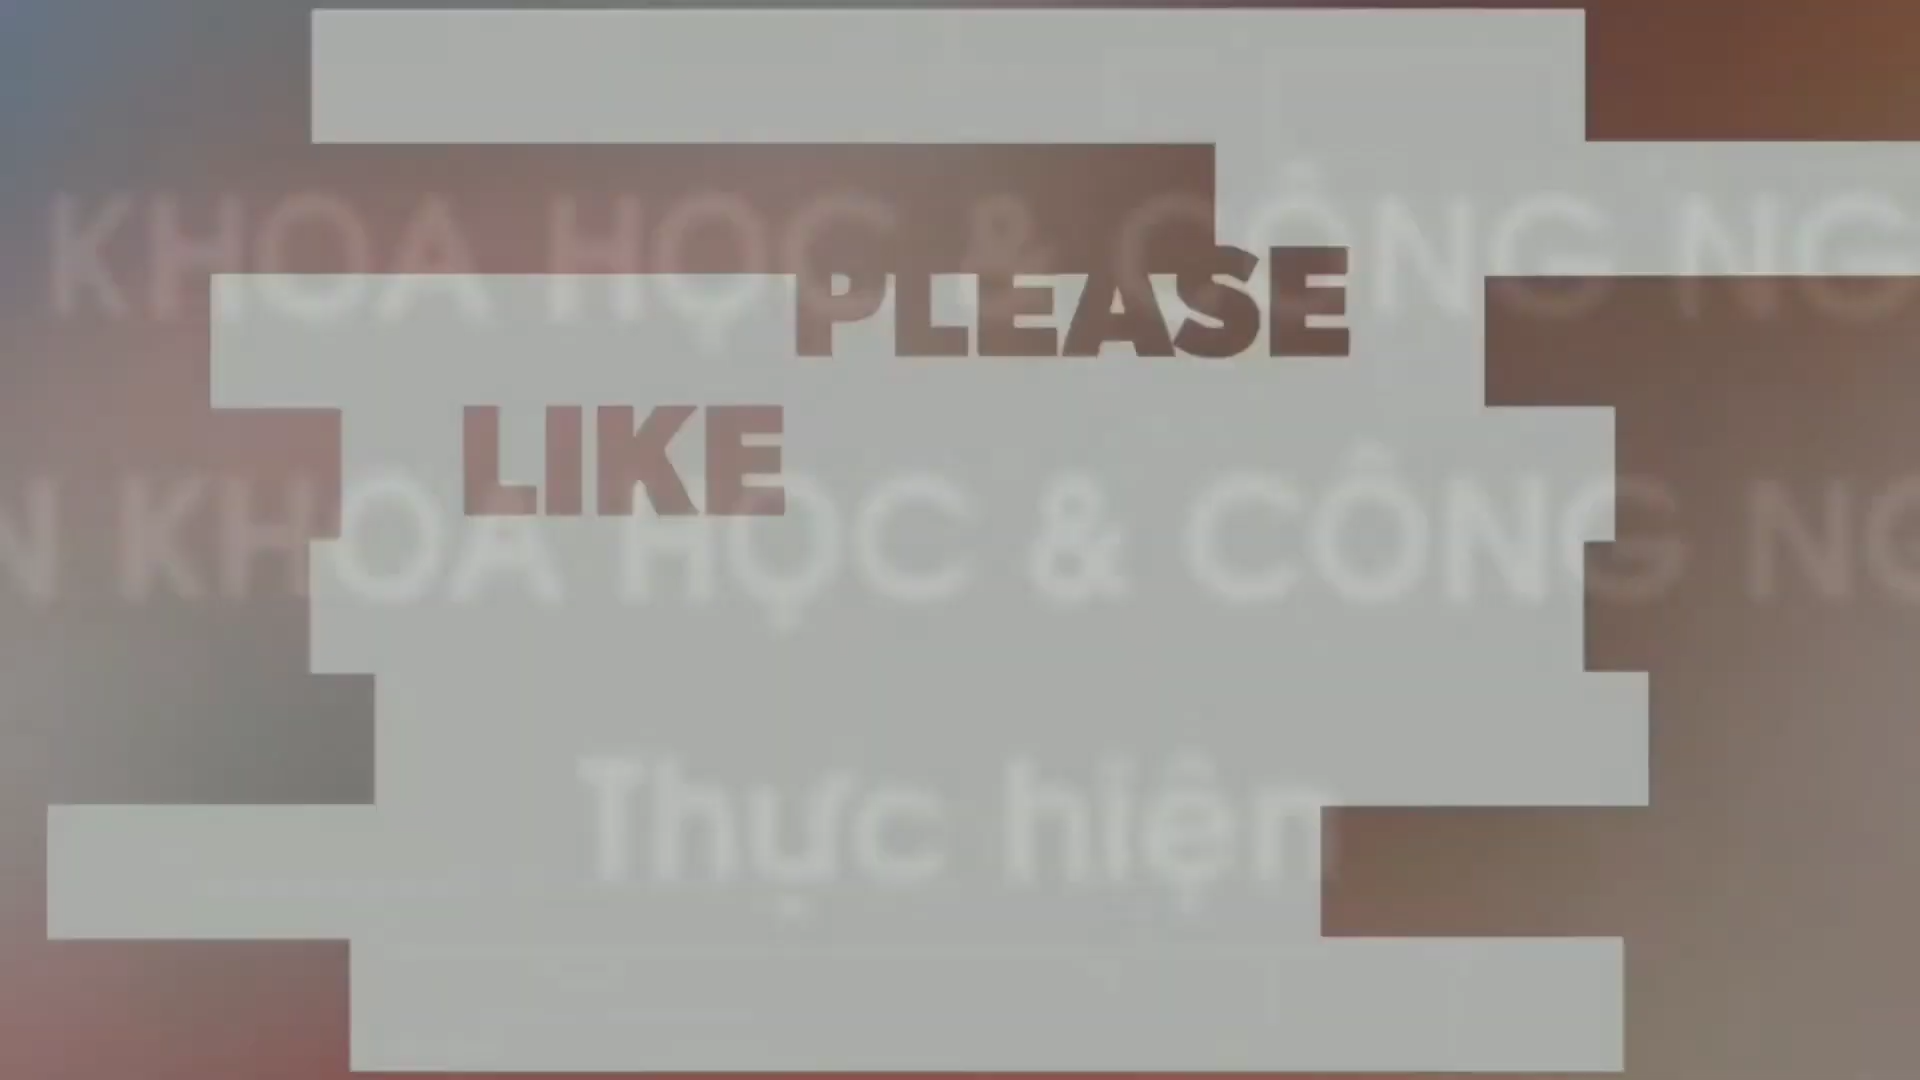 KHOA HỌC & CÔNG NG
PLEASE
LIKE
N KHOA HỌC & CÔNG NG
Thực hiện